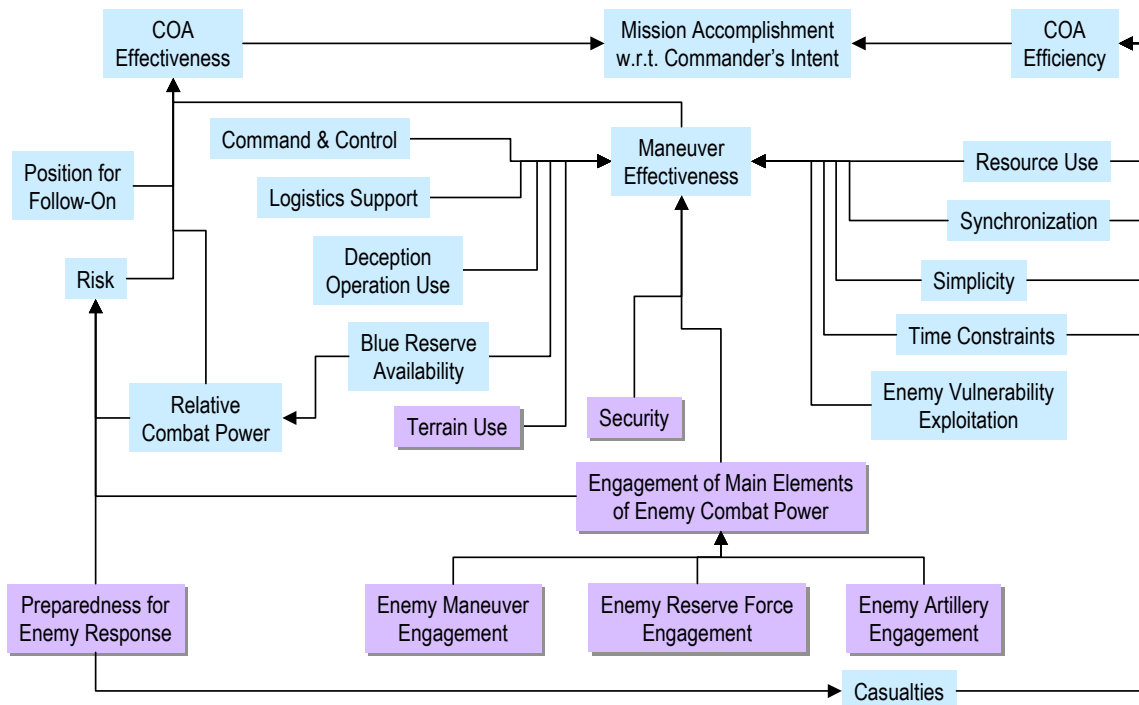 COA
Effectiveness
Mission Accomplishment
w.r.t. Commander's Intent
COA
Efficiency
Command & Control
Maneuver
Effectiveness
Position for
Follow-On
Resource Use
Logistics Support
Synchronization
Deception
Operation Use
Risk
Simplicity
Blue Reserve
Availability
Time Constraints
Relative
Combat Power
Terrain Use
Security
Enemy Vulnerability
Exploitation
Engagement of Main Elements
of Enemy Combat Power
Preparedness for
Enemy Response
Enemy Maneuver
Engagement
Enemy Reserve Force
Engagement
Enemy Artillery
Engagement
Casualties